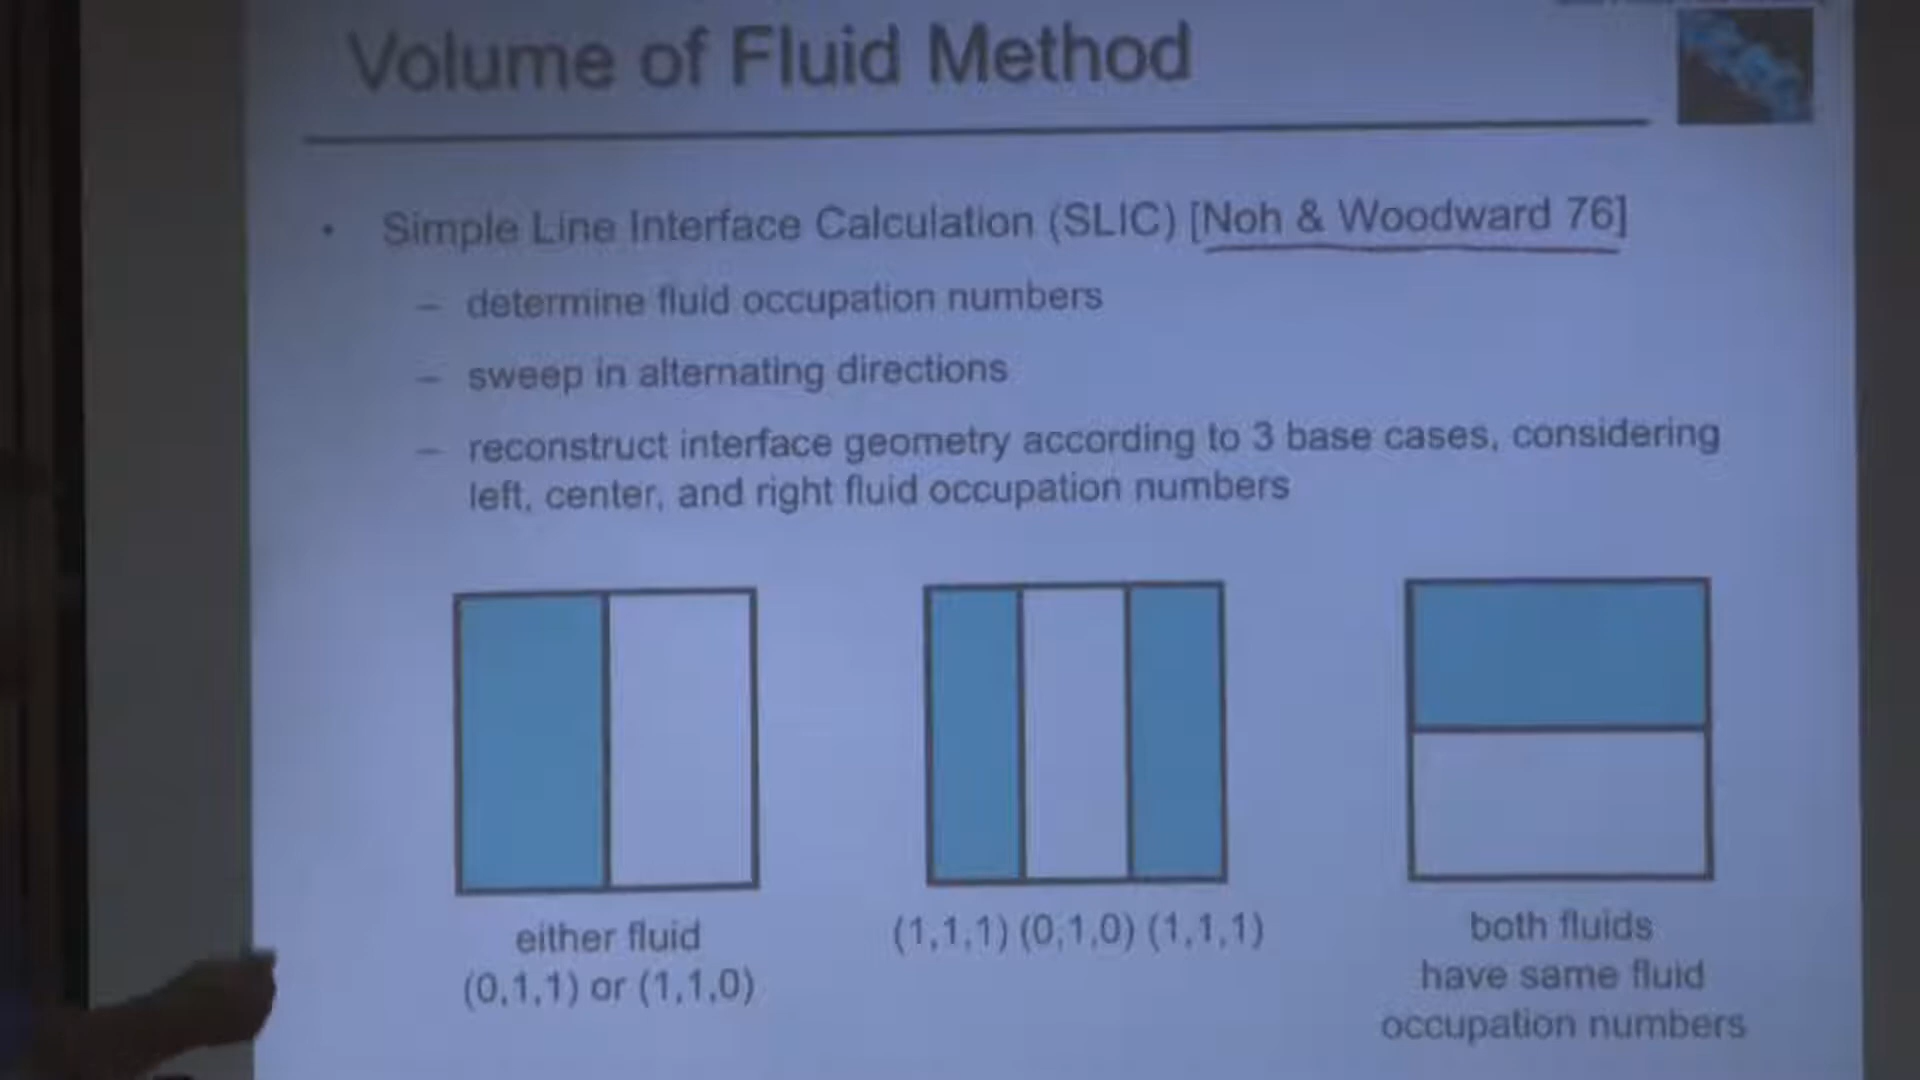 Volume of Fluid Method
• Simple Line Interface Calculation (SLIC) [Noh & Woodward 76]
– determine fluid occupation numbers
– sweep in alternating directions
– reconstruct interface geometry according to 3 base cases, considering
left, center, and right fluid occupation numbers
either fluid
(0,1,1) or (1,1,0)
(1,1,1) (0,1,0) (1,1,1)
both fluids
have same fluid
occupation numbers